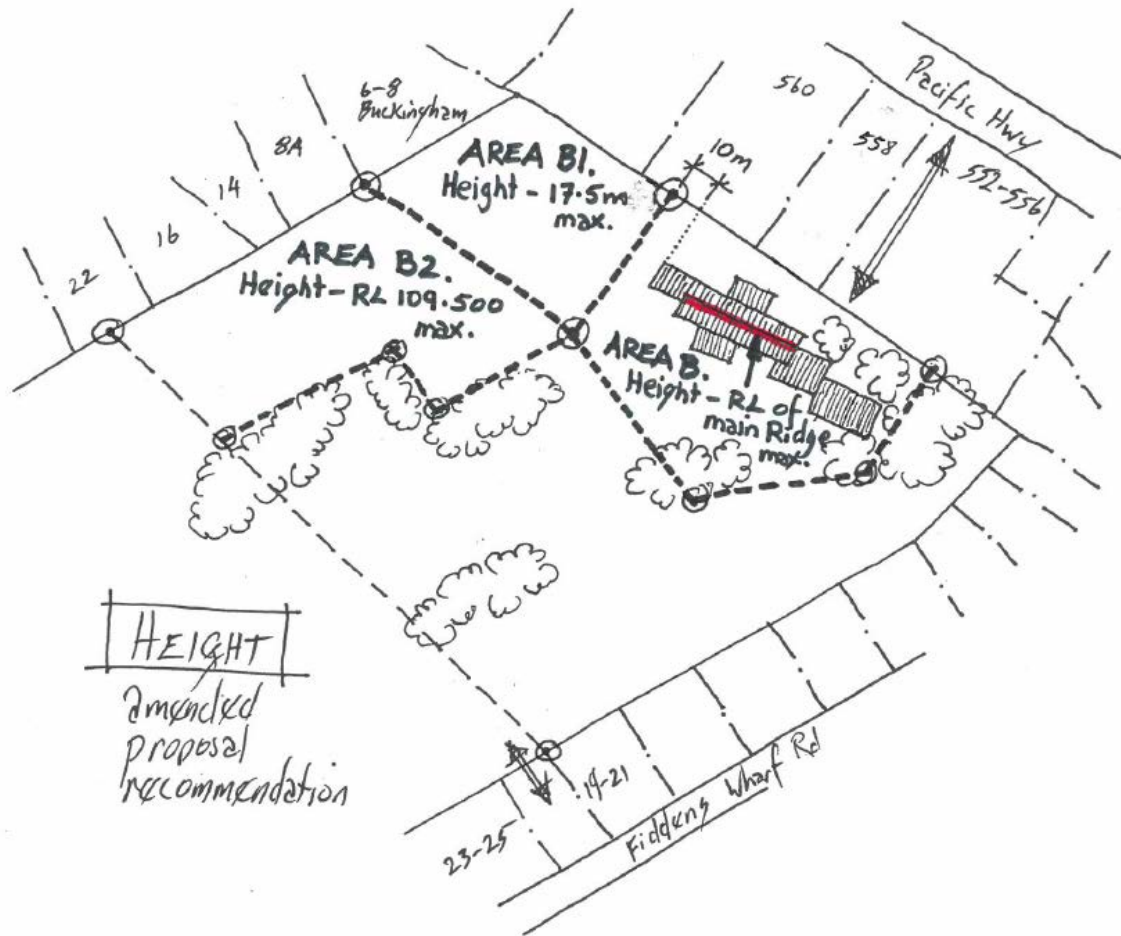 Pacific Hwy
560
558
552-556
10m
6-8
Buckingham
8A
14
16
22
AREA B1.
Height - 17.5m
max.
AREA B2.
Height - RL 109.500
max.
AREA B.
Height - RL of
main Ridge
max.
HEIGHT
amended
proposal
recommendation
19-21
23-25
Fiddens Wharf Rd